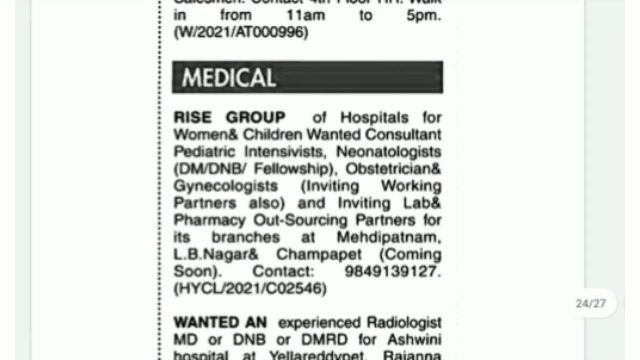 Salesmen. Contact 4th Floor HR. Walk
in from 11am to 5pm.
(W/2021/AT000996)
MEDICAL
RISE GROUP of Hospitals for
Women& Children Wanted Consultant
Pediatric Intensivists, Neonatologists
(DM/DNB/ Fellowship), Obstetrician&
Gynecologists (Inviting Working
Partners also) and Inviting Lab&
Pharmacy Out-Sourcing Partners for
its branches at Mehdipatnam,
L.B.Nagar& Champapet (Coming
Soon). Contact: 9849139127.
(HYCL/2021/C02546)
WANTED AN experienced Radiologist
MD or DNB or DMRD for Ashwini
hospital at Yellareddypet, Rajanna
24/27